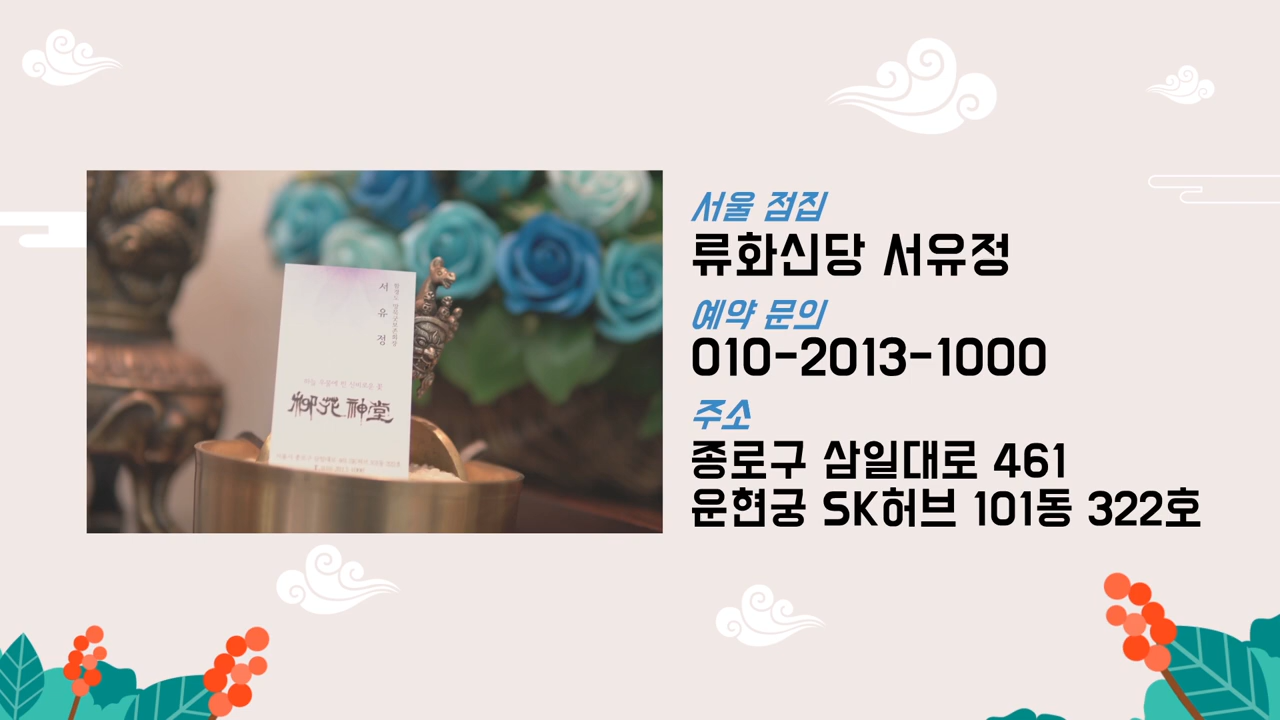 서울 점집
류화신당 서유정
예약 문의
010-2013-1000
주소
종로구 삼일대로 461
운현궁 SK허브 101동 322호
서유정
柳花神堂